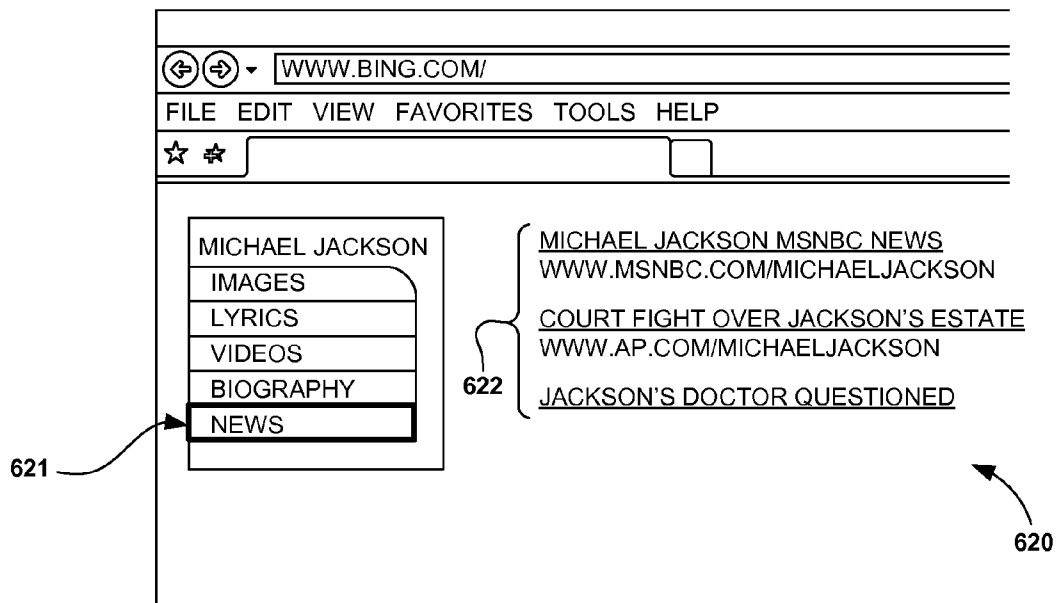 WWW.BING.COM/
FILE EDIT VIEW FAVORITES TOOLS HELP
MICHAEL JACKSON
IMAGES
LYRICS
VIDEOS
BIOGRAPHY
NEWS
621
622
MICHAEL JACKSON MSNBC NEWS
WWW.MSNBC.COM/MICHAELJACKSON
COURT FIGHT OVER JACKSON'S ESTATE
WWW.AP.COM/MICHAELJACKSON
JACKSON'S DOCTOR QUESTIONED
620